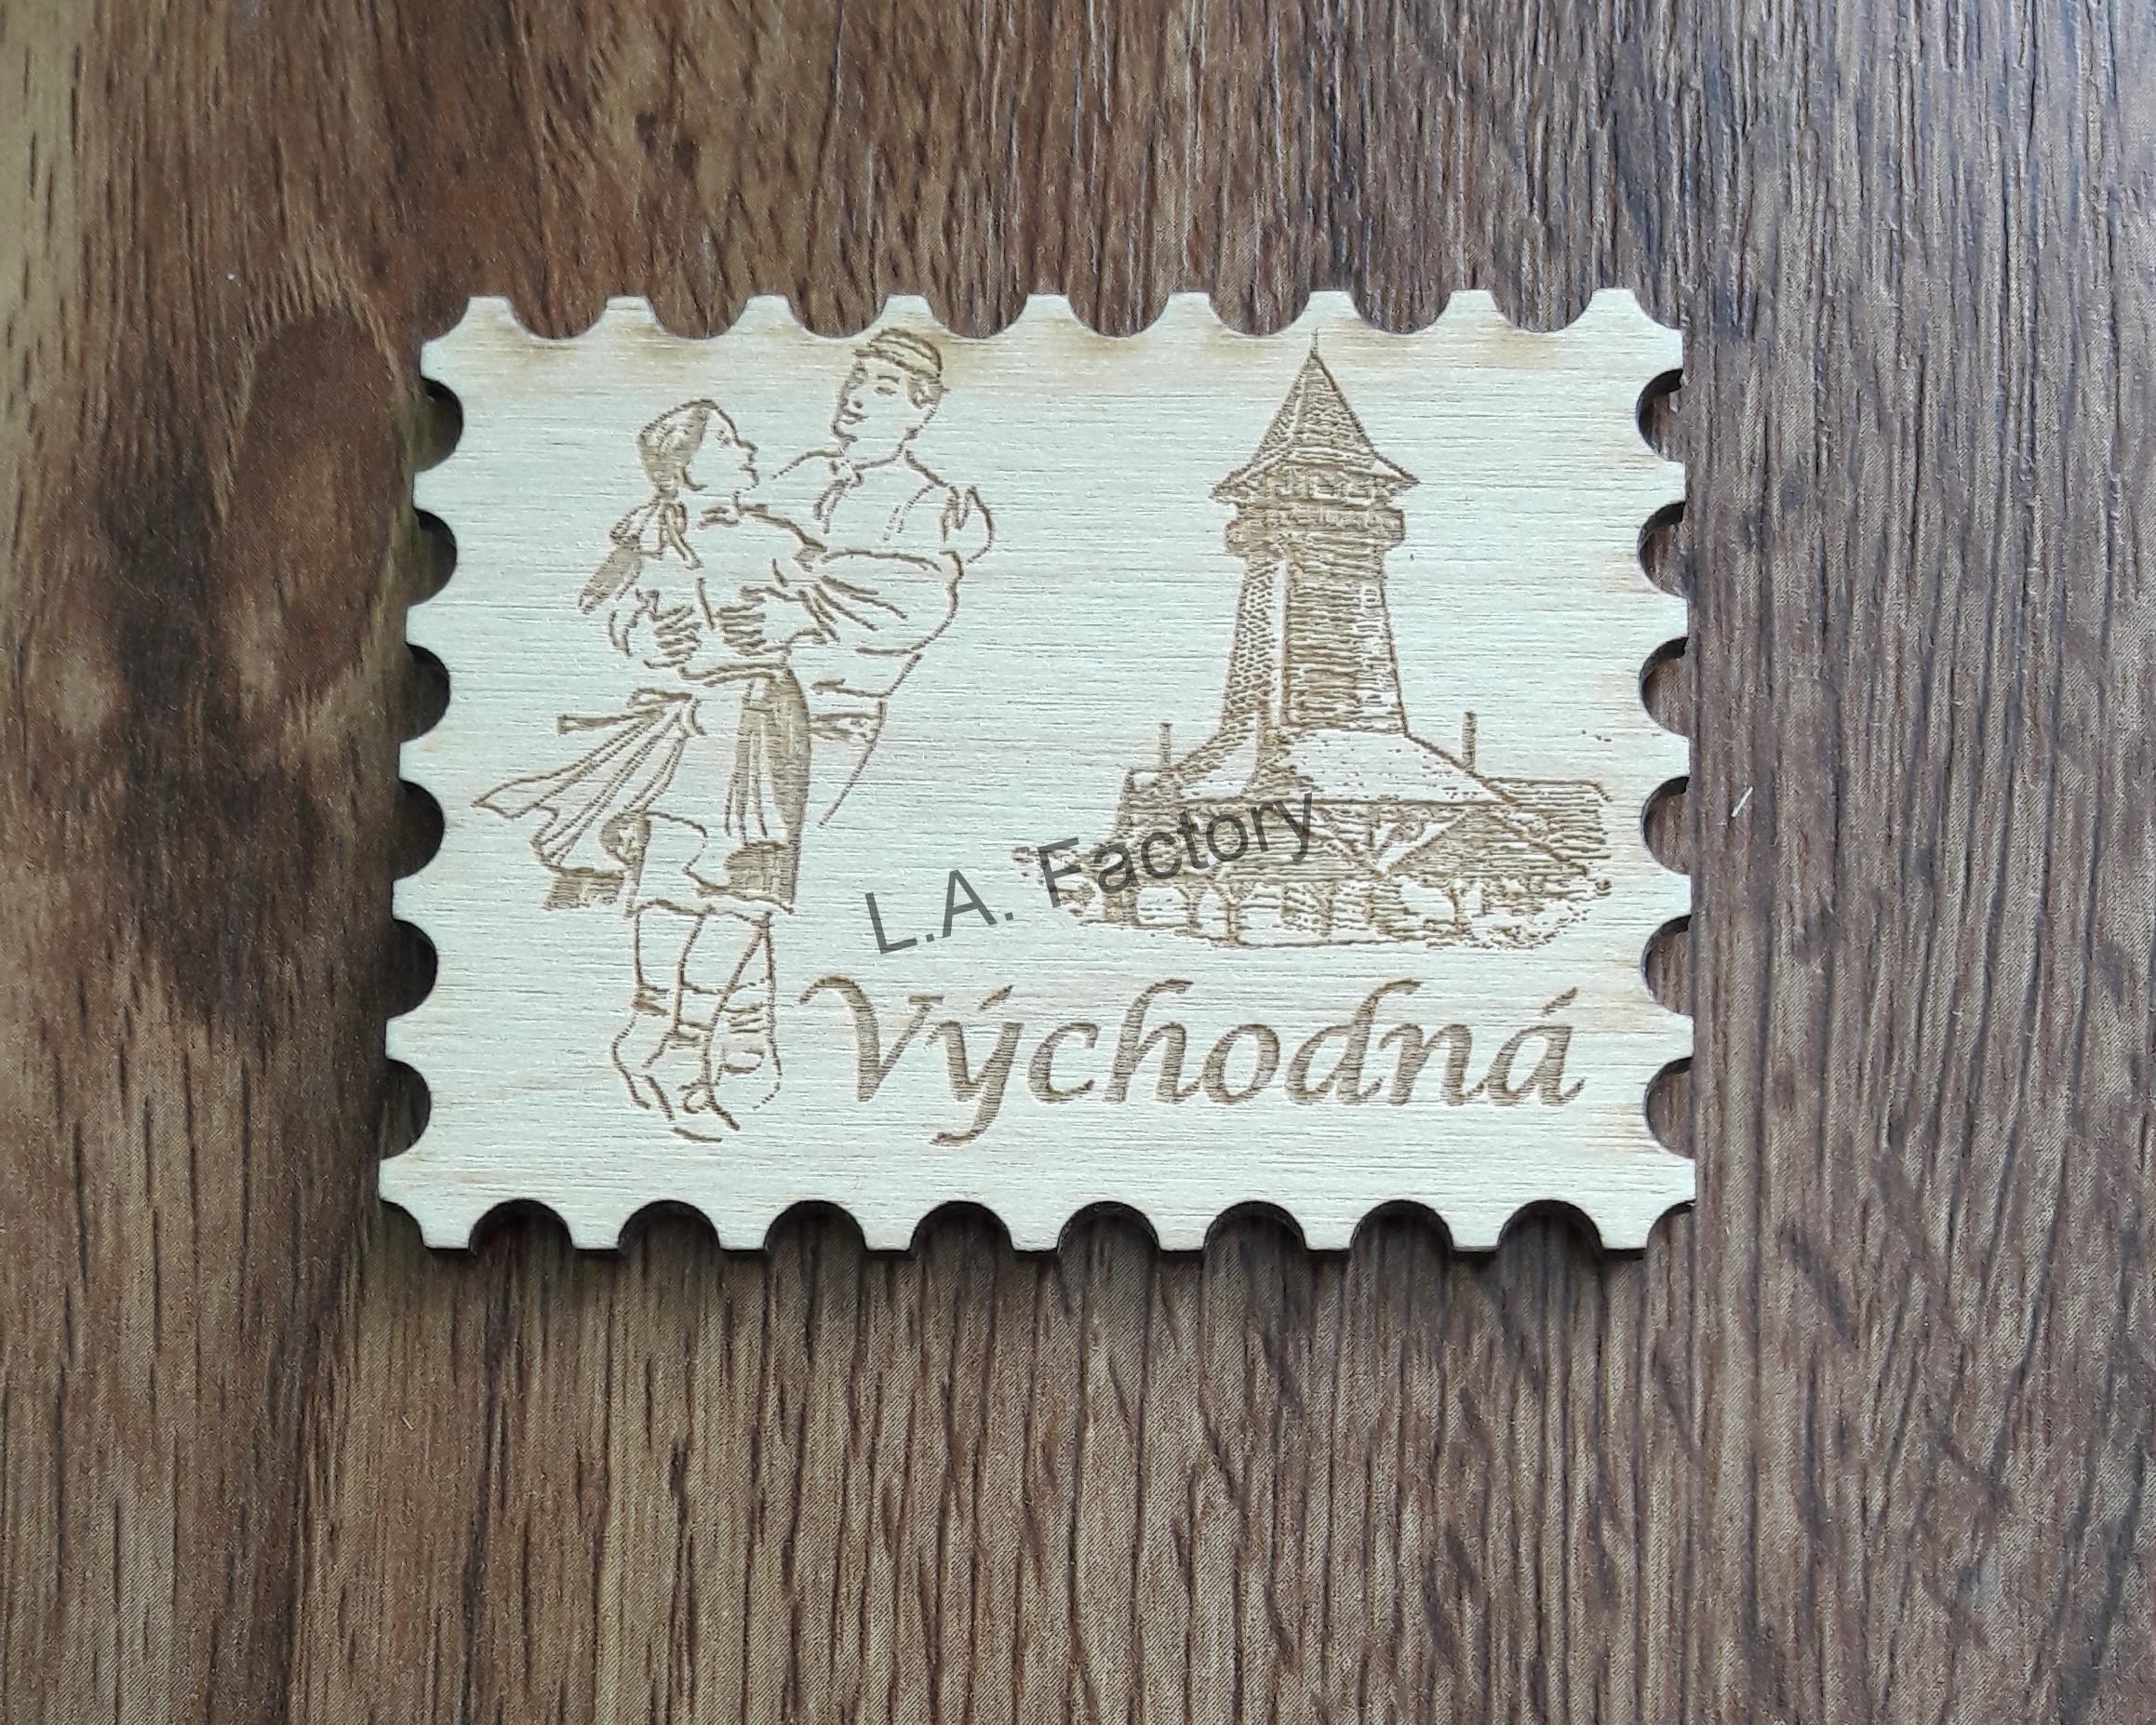 L.A. Factory
Východná